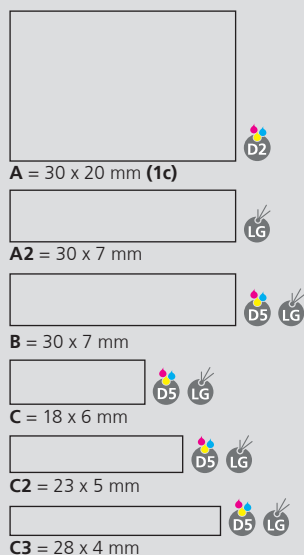 D2
A = 30 x 20 mm (1c)
LG
A2 = 30 x 7 mm
D5 LG
B = 30 x 7 mm
D5 LG
C = 18 x 6 mm
D5 LG
C2 = 23 x 5 mm
D5 LG
C3 = 28 x 4 mm